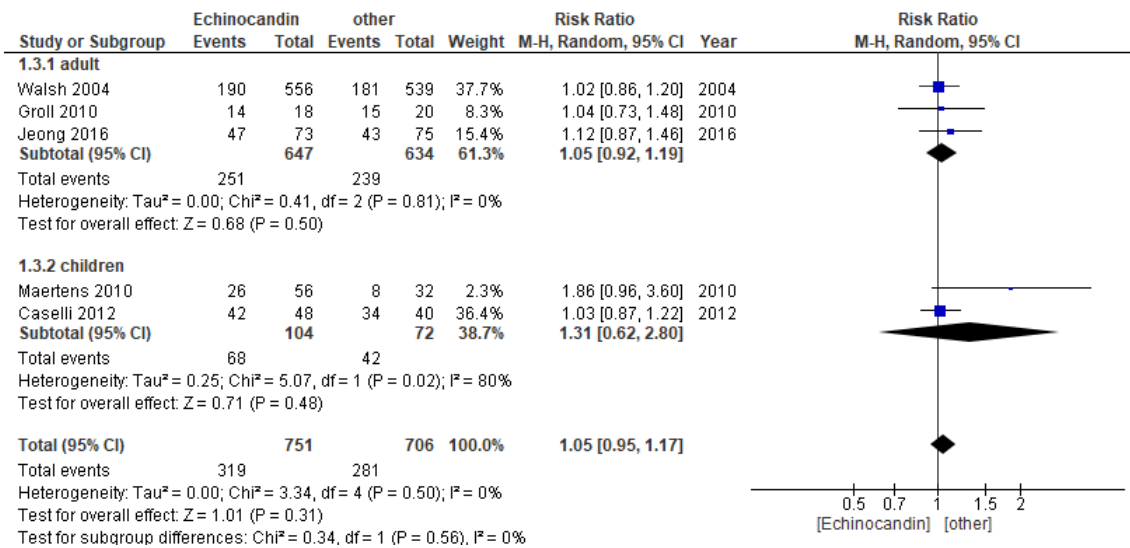 Echinocandin other Risk Ratio Risk Ratio
Study or Subgroup Events Total Events Total Weight M-H, Random, 95% CI Year M-H, Random, 95% CI
1.3.1 adult
Walsh 2004 190 556 181 539 37.7% 1.02 [0.86, 1.20] 2004
Groll 2010 14 18 15 20 8.3% 1.04 [0.73, 1.48] 2010
Jeong 2016 47 73 43 75 15.4% 1.12 [0.87, 1.46] 2016
Subtotal (95% CI) 647 634 61.3% 1.05 [0.92, 1.19]
Total events 251 239
Heterogeneity: Tau² = 0.00; Chi² = 0.41, df = 2 (P = 0.81); I² = 0%
Test for overall effect: Z = 0.68 (P = 0.50)
1.3.2 children
Maertens 2010 26 56 8 32 2.3% 1.86 [0.96, 3.60] 2010
Caselli 2012 42 48 34 40 36.4% 1.03 [0.87, 1.22] 2012
Subtotal (95% CI) 104 72 38.7% 1.31 [0.62, 2.80]
Total events 68 42
Heterogeneity: Tau² = 0.25; Chi² = 5.07, df = 1 (P = 0.02); I² = 80%
Test for overall effect: Z = 0.71 (P = 0.48)
Total (95% CI) 751 706 100.0% 1.05 [0.95, 1.17]
Total events 319 281
Heterogeneity: Tau² = 0.00; Chi² = 3.34, df = 4 (P = 0.50); I² = 0%
Test for overall effect: Z = 1.01 (P = 0.31)
Test for subgroup differences: Chi² = 0.34, df = 1 (P = 0.56), I² = 0%
0.5 0.7 1 1.5 2
[Echinocandin] [other]